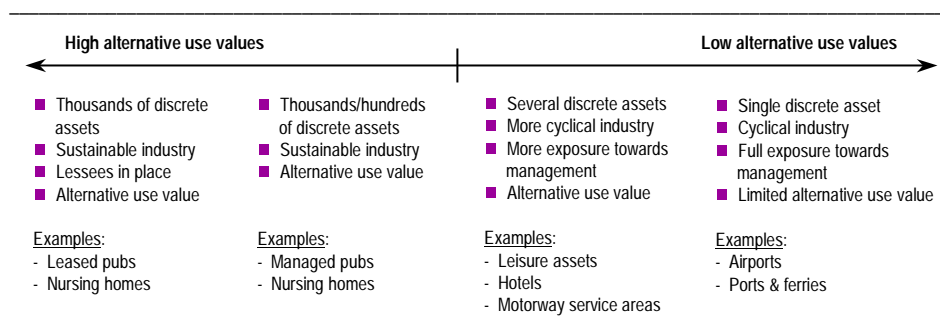 High alternative use values
Low alternative use values
■ Thousands of discrete
assets
■ Sustainable industry
■ Lessees in place
■ Alternative use value
Examples:
- Leased pubs
- Nursing homes
■ Thousands/hundreds
of discrete assets
■ Sustainable industry
■ Alternative use value
Examples:
- Managed pubs
- Nursing homes
■ Several discrete assets
■ More cyclical industry
■ More exposure towards
management
■ Alternative use value
Examples:
- Leisure assets
- Hotels
- Motorway service areas
■ Single discrete asset
■ Cyclical industry
■ Full exposure towards
management
■ Limited alternative use value
Examples:
- Airports
- Ports & ferries